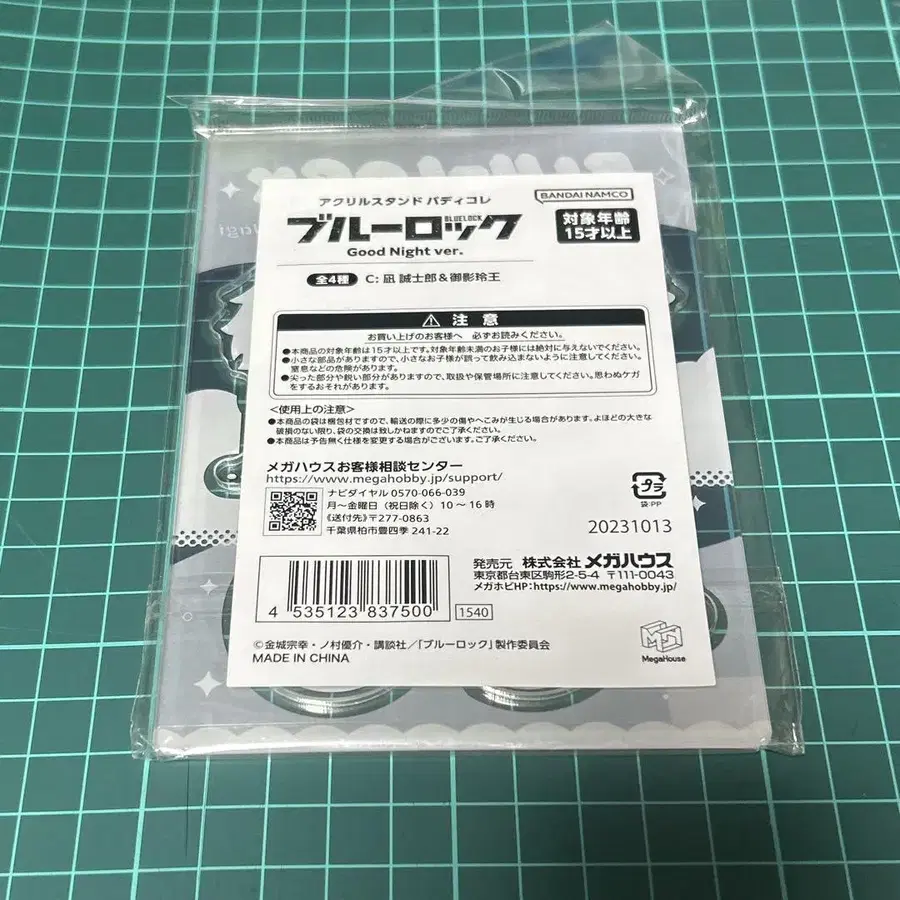 Nagi
アクリルスタンド バディコレ
BANDAI NAMCO
ブルーロック
BLUELOCK
Good Night ver.
対象年齢
15才以上
全4種 C: 凪 誠士郎&御影玲王
⚠ 注意
お買い上げのお客様へ 必ずお読みください。
●本商品の対象年齢は15才以上です。対象年齢未満のお子様には絶対に与えないでください。
●小さな部品がありますので、小さなお子様が誤って飲み込まないように注意してください。
窒息などの危険があります。
●尖った部分や鋭い部分がありますので、取扱や保管場所に注意してください。思わぬケガ
をするおそれがあります。
<使用上の注意>
●本商品の袋は梱包材ですので、輸送の際に多少の傷やへこみが生じる場合があります。よほどの大きな
破損のない限り、袋の交換は致しかねますのでご了承ください。
●本商品は予告無く仕様を変更する場合がございます。ご了承ください。
メガハウスお客様相談センター
https://www.megahobby.jp/support/
ナビダイヤル 0570-066-039
月～金曜日(祝日除く)10～16時
《送付先》〒277-0863
千葉県柏市豊四季 241-22
プラ
袋:PP
20231013
発売元 株式会社 メガハウス
東京都台東区駒形2-5-4 〒111-0043
メガホビHP:https://www.megahobby.jp/
4 535123 837500
1540
©金城宗幸・ノ村優介・講談社/「ブルーロック」製作委員会
MADE IN CHINA
MegaHouse